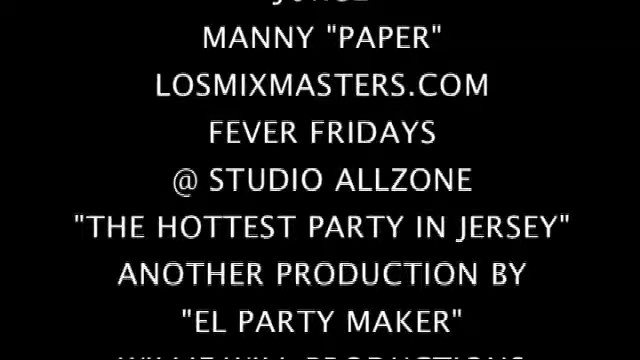 MANNY "PAPER"
LOSMIXMASTERS.COM
FEVER FRIDAYS
@ STUDIO ALLZONE
"THE HOTTEST PARTY IN JERSEY"
ANOTHER PRODUCTION BY
"EL PARTY MAKER"